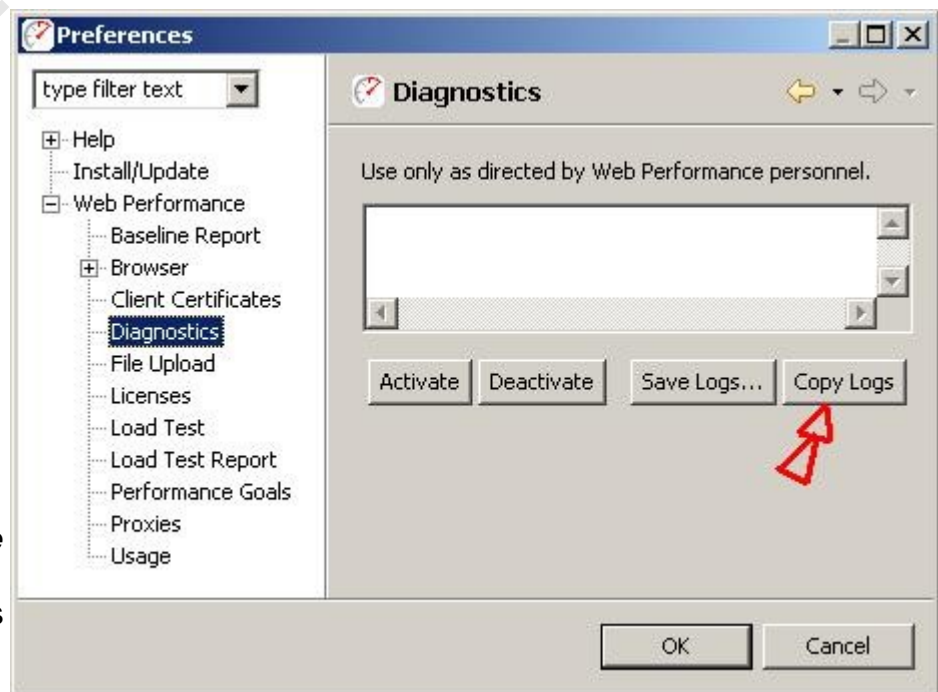 Preferences
type filter text
Diagnostics
Help
Install/Update
Use only as directed by Web Performance personnel.
Web Performance
Baseline Report
Browser
Client Certificates
Diagnostics
File Upload
Licenses
Load Test
Load Test Report
Performance Goals
Proxies
Usage
Activate
Deactivate
Save Logs...
Copy Logs
OK
Cancel